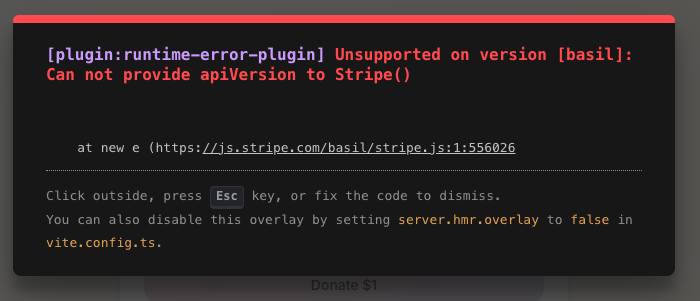 [plugin:runtime-error-plugin] Unsupported on version [basil]:
Can not provide apiVersion to Stripe()
at new e (https://js.stripe.com/basil/stripe.js:1:556026
Click outside, press Esc key, or fix the code to dismiss.
You can also disable this overlay by setting server.hmr.overlay to false in
vite.config.ts.
Donate $1